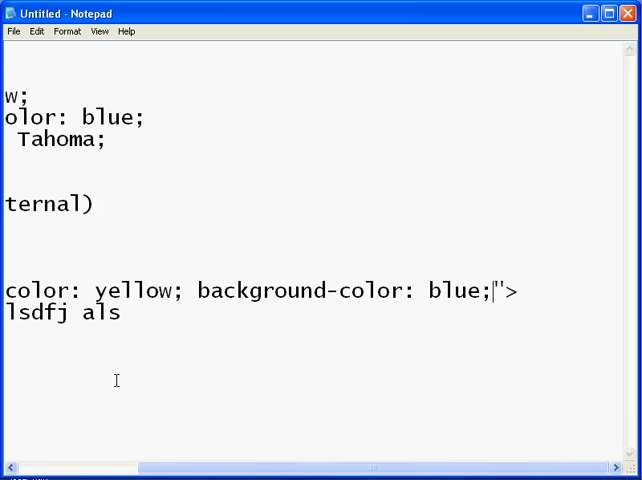 Untitled - Notepad
File Edit Format View Help
w;
olor: blue;
Tahoma;
ternal)
color: yellow; background-color: blue;">
lsdfj als